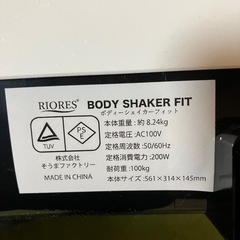 RIORES BODY SHAKER FIT
ボディーシェイカーフィット
本体重量：約 8.24kg
定格電圧：AC100V
定格周波数：50/60Hz
定格消費電力：200W
耐荷重：100kg
本体サイズ：561×314×145mm
TUV
PS
E
株式会社
そうまファクトリー
MADE IN CHINA